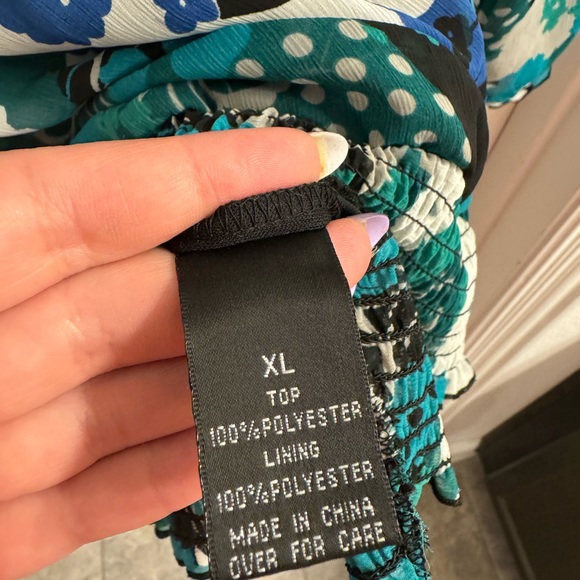 XL
TOP
100%POLYESTER
LINING
100%POLYESTER
MADE IN CHINA
OVER FOR CARE